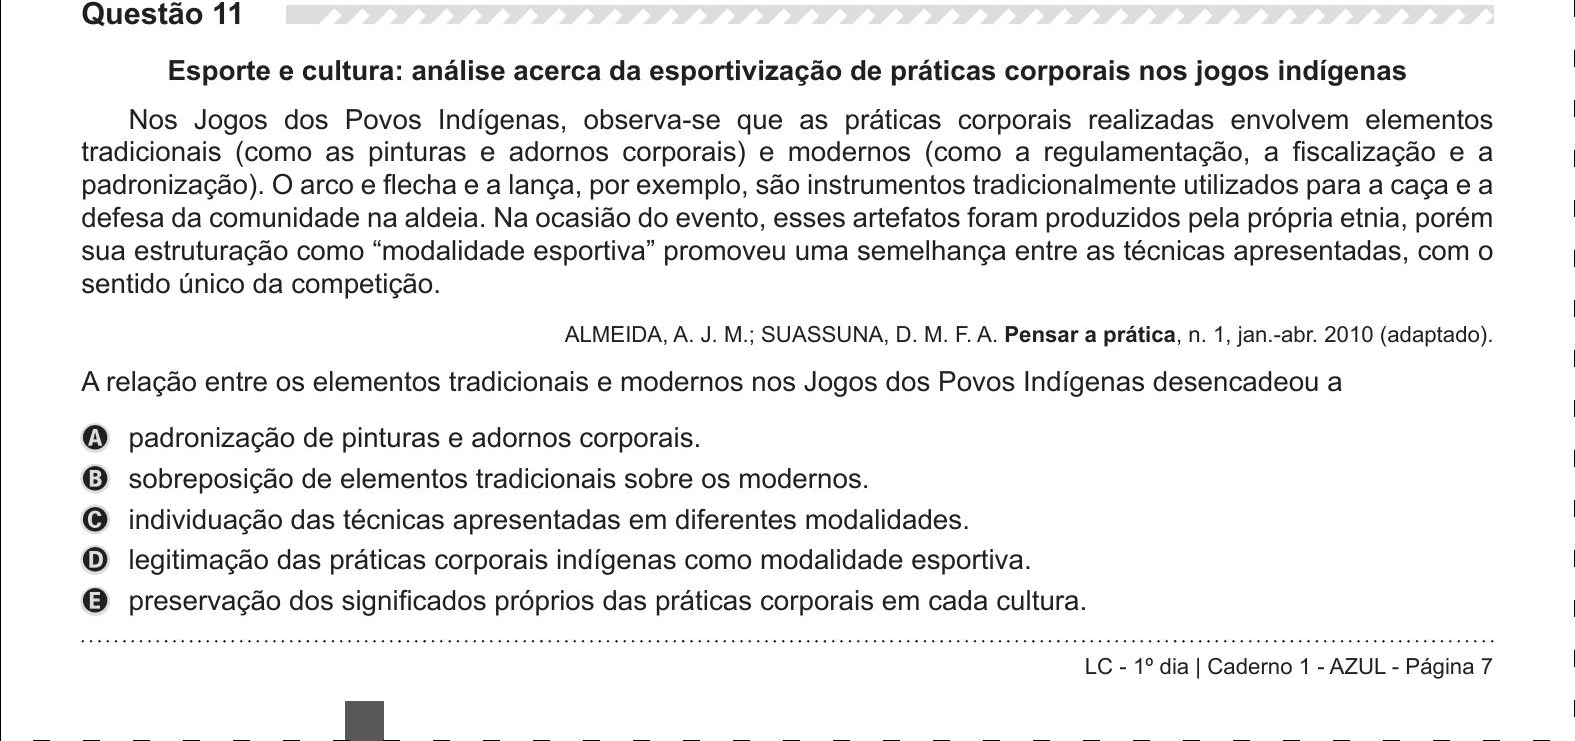 Questão 11
Esporte e cultura: análise acerca da esportivização de práticas corporais nos jogos indígenas
Nos Jogos dos Povos Indígenas, observa-se que as práticas corporais realizadas envolvem elementos
tradicionais (como as pinturas e adornos corporais) e modernos (como a regulamentação, a fiscalização e a
padronização). O arco e flecha e a lança, por exemplo, são instrumentos tradicionalmente utilizados para a caça e a
defesa da comunidade na aldeia. Na ocasião do evento, esses artefatos foram produzidos pela própria etnia, porém
sua estruturação como “modalidade esportiva” promoveu uma semelhança entre as técnicas apresentadas, com o
sentido único da competição.
ALMEIDA, A. J. M.; SUASSUNA, D. M. F. A. Pensar a prática, n. 1, jan.-abr. 2010 (adaptado).
A relação entre os elementos tradicionais e modernos nos Jogos dos Povos Indígenas desencadeou a
A padronização de pinturas e adornos corporais.
B sobreposição de elementos tradicionais sobre os modernos.
C individuação das técnicas apresentadas em diferentes modalidades.
D legitimação das práticas corporais indígenas como modalidade esportiva.
E preservação dos significados próprios das práticas corporais em cada cultura.
LC - 1º dia | Caderno 1 - AZUL - Página 7